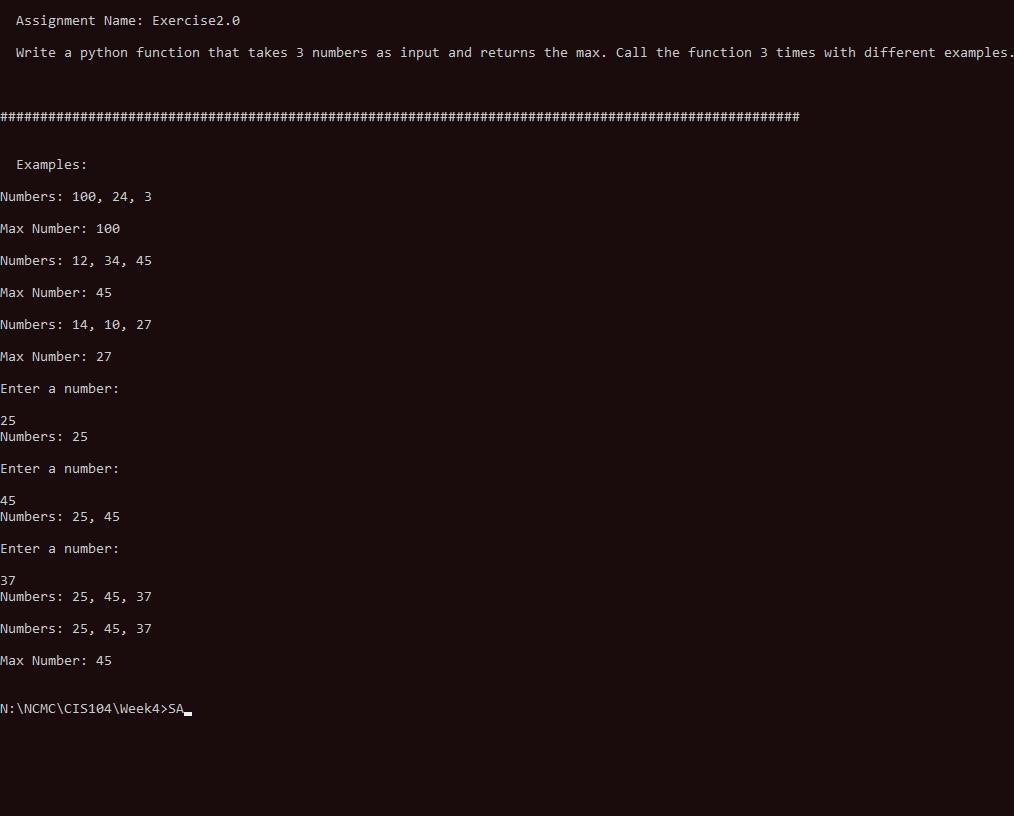 Assignment Name: Exercise2.0
Write a python function that takes 3 numbers as input and returns the max. Call the function 3 times with different examples.
####################################################################################################
Examples:
Numbers: 100, 24, 3
Max Number: 100
Numbers: 12, 34, 45
Max Number: 45
Numbers: 14, 10, 27
Max Number: 27
Enter a number:
25
Numbers: 25
Enter a number:
45
Numbers: 25, 45
Enter a number:
37
Numbers: 25, 45, 37
Numbers: 25, 45, 37
Max Number: 45
N:\NCMC\CIS104\Week4>SA